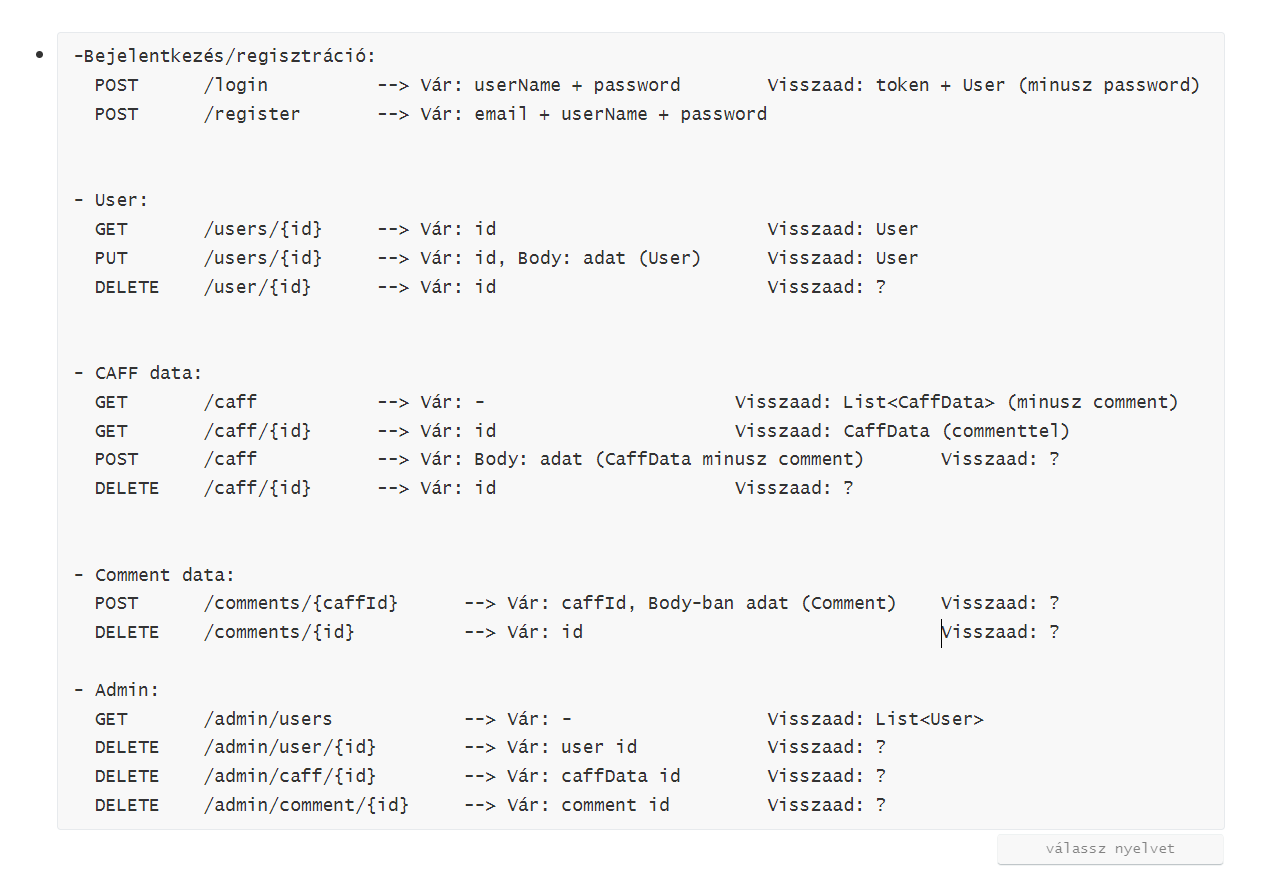 -Bejelentkezés/regisztráció:
POST /login --> Vár: userName + password Visszaad: token + User (minusz password)
POST /register --> Vár: email + userName + password
- User:
GET /users/{id} --> Vár: id Visszaad: User
PUT /users/{id} --> Vár: id, Body: adat (User) Visszaad: User
DELETE /user/{id} --> Vár: id Visszaad: ?
- CAFF data:
GET /caff --> Vár: - Visszaad: List<CaffData> (minusz comment)
GET /caff/{id} --> Vár: id Visszaad: CaffData (commenttel)
POST /caff --> Vár: Body: adat (CaffData minusz comment) Visszaad: ?
DELETE /caff/{id} --> Vár: id Visszaad: ?
- Comment data:
POST /comments/{caffId} --> Vár: caffId, Body-ban adat (Comment) Visszaad: ?
DELETE /comments/{id} --> Vár: id Visszaad: ?
- Admin:
GET /admin/users --> Vár: - Visszaad: List<User>
DELETE /admin/user/{id} --> Vár: user id Visszaad: ?
DELETE /admin/caff/{id} --> Vár: caffData id Visszaad: ?
DELETE /admin/comment/{id} --> Vár: comment id Visszaad: ?
válassz nyelvet